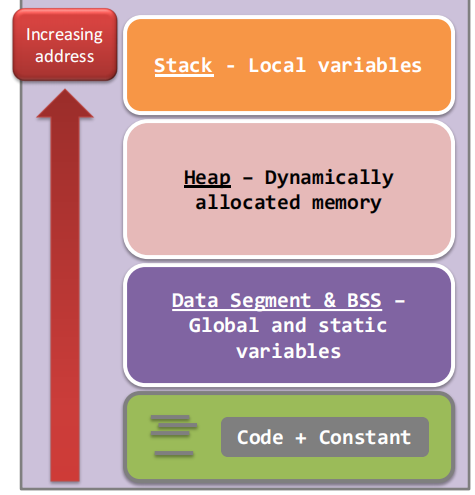 Increasing
address
Stack - Local variables
Heap – Dynamically
allocated memory
Data Segment & BSS –
Global and static
variables
Code + Constant